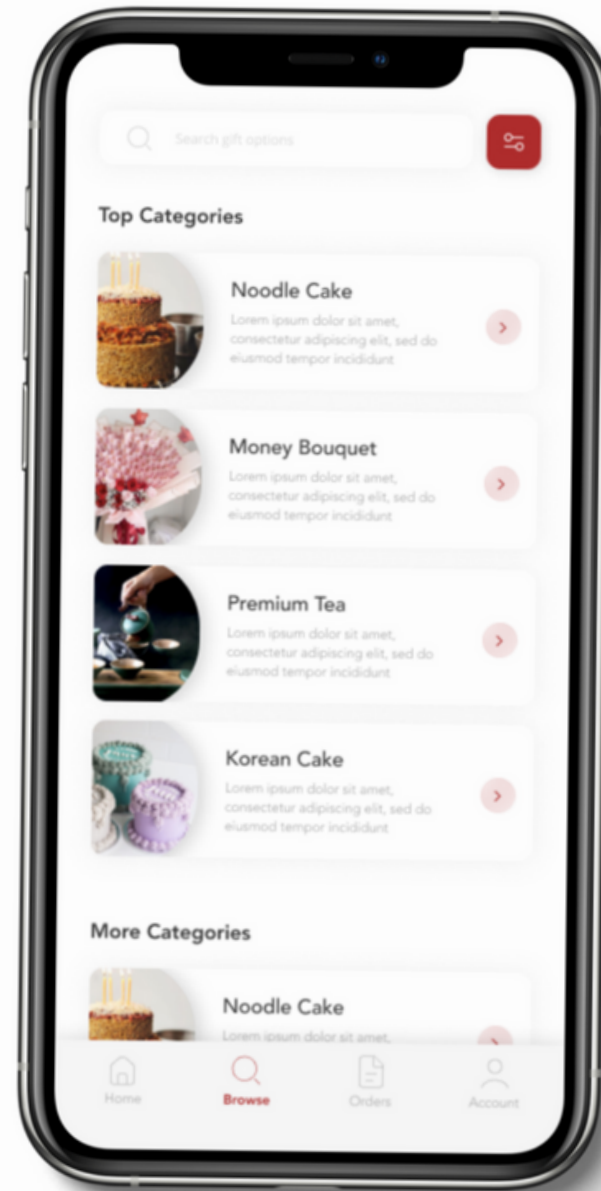 Search gift options
Top Categories
Noodle Cake
Lorem ipsum dolor sit amet,
consectetur adipiscing elit, sed do
eiusmod tempor incididunt
Money Bouquet
Lorem ipsum dolor sit amet,
consectetur adipiscing elit, sed do
eiusmod tempor incididunt
Premium Tea
Lorem ipsum dolor sit amet,
consectetur adipiscing elit, sed do
eiusmod tempor incididunt
Korean Cake
Lorem ipsum dolor sit amet,
consectetur adipiscing elit, sed do
eiusmod tempor incididunt
More Categories
Noodle Cake
Lorem ipsum dolor sit amet,
Home
Browse
Orders
Account